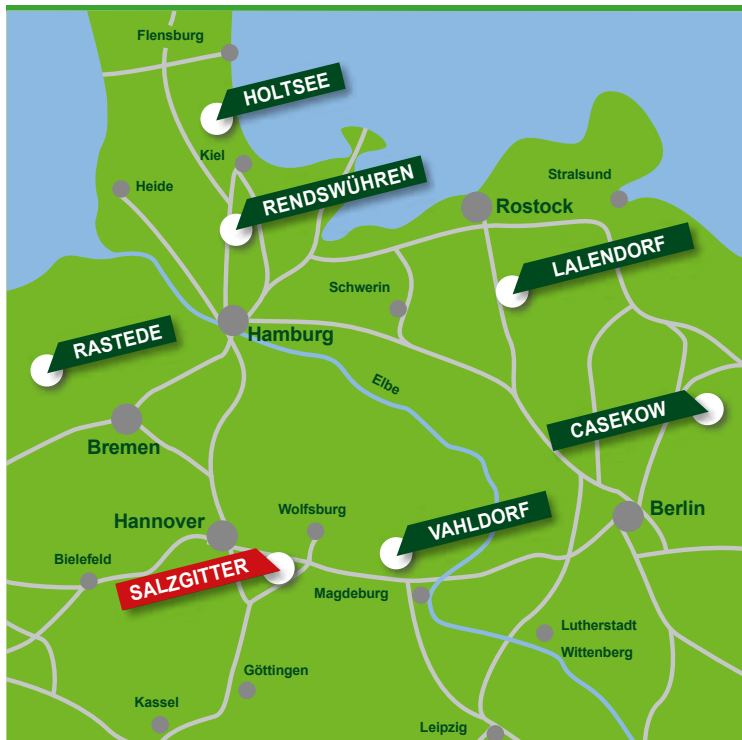 Flensburg
HOLTSEE
Kiel
Heide
RENDSWÜHREN
Stralsund
Rostock
LALENDORF
Schwerin
Hamburg
RASTEDE
Elbe
CASEKOW
Bremen
Wolfsburg
Hannover
VAHLDORF
Berlin
Bielefeld
SALZGITTER
Magdeburg
Lutherstadt
Wittenberg
Göttingen
Kassel
Leipzig